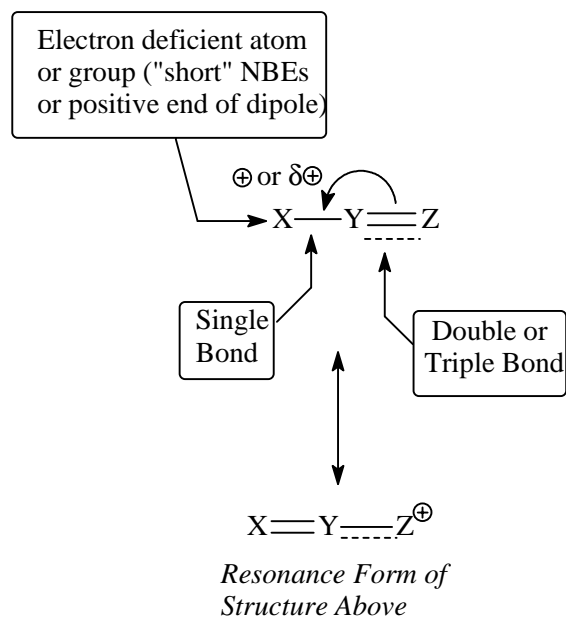 Electron deficient atom
or group ("short" NBEs
or positive end of dipole)
⊕ or δ⊕
X—Y=Z
Single
Bond
Double or
Triple Bond
X=Y—Z⊕
Resonance Form of
Structure Above